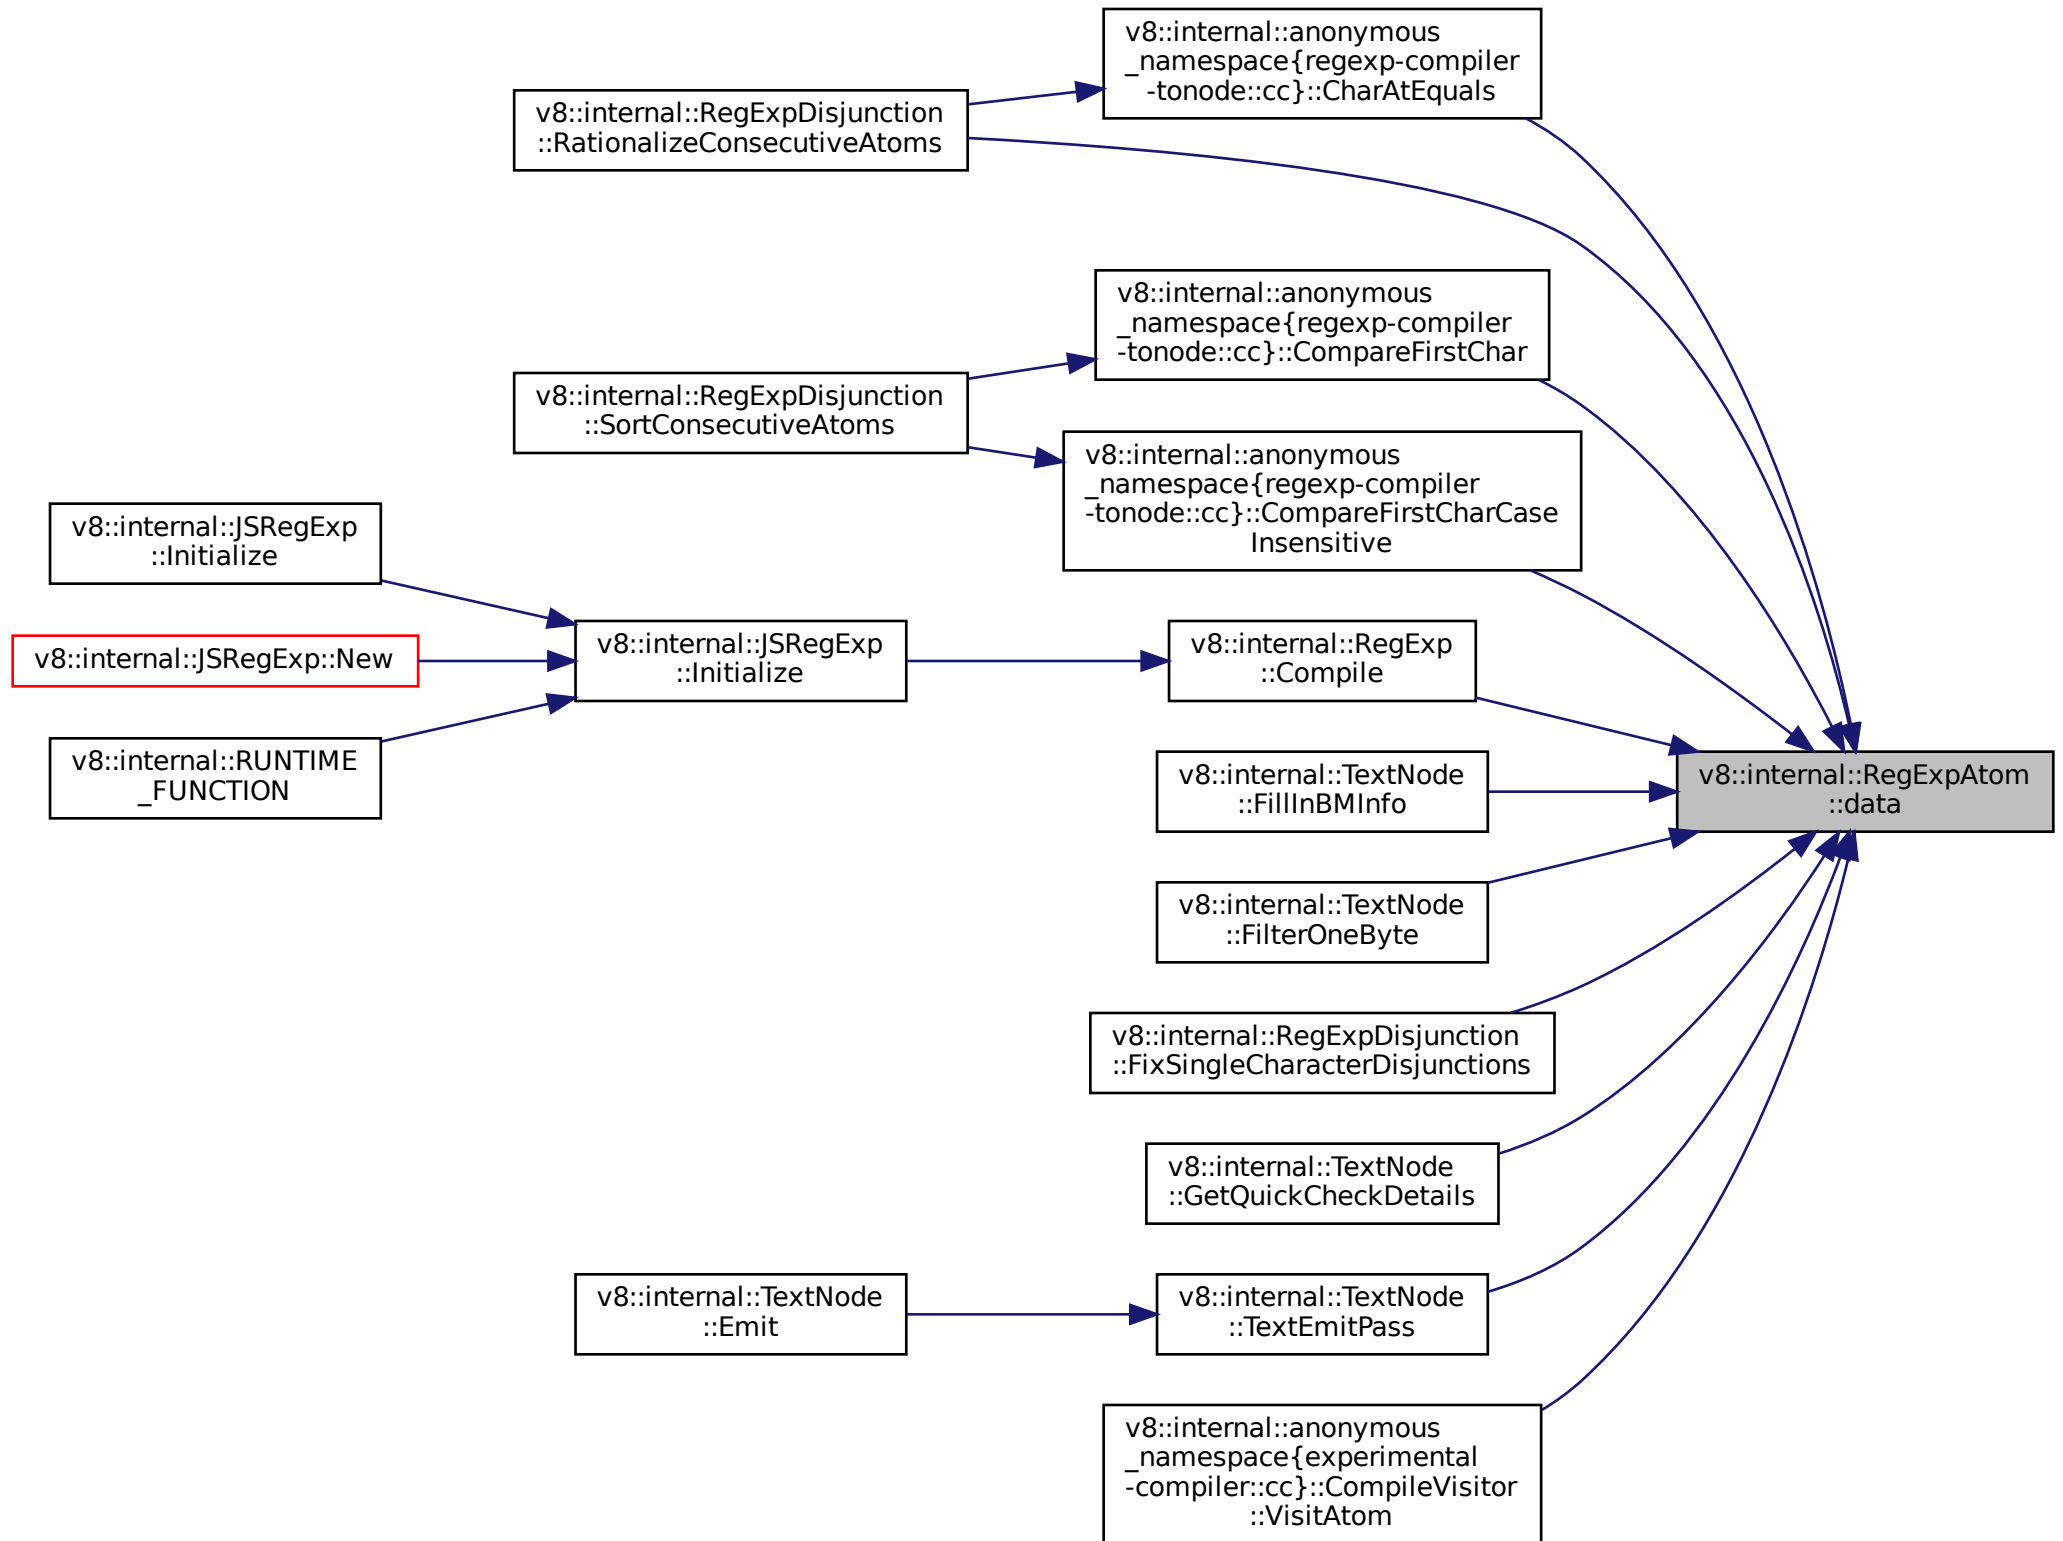 v8::internal::anonymous
_namespace{regexp-compiler
-tonode::cc}::CharAtEquals
v8::internal::RegExpDisjunction
::RationalizeConsecutiveAtoms
v8::internal::anonymous
_namespace{regexp-compiler
-tonode::cc}::CompareFirstChar
v8::internal::RegExpDisjunction
::SortConsecutiveAtoms
v8::internal::anonymous
_namespace{regexp-compiler
-tonode::cc}::CompareFirstCharCase
Insensitive
v8::internal::JSRegExp
::Initialize
v8::internal::JSRegExp::New
v8::internal::RUNTIME
_FUNCTION
v8::internal::JSRegExp
::Initialize
v8::internal::RegExp
::Compile
v8::internal::TextNode
::FillInBMInfo
v8::internal::RegExpAtom
::data
v8::internal::TextNode
::FilterOneByte
v8::internal::RegExpDisjunction
::FixSingleCharacterDisjunctions
v8::internal::TextNode
::GetQuickCheckDetails
v8::internal::TextNode
::Emit
v8::internal::TextNode
::TextEmitPass
v8::internal::anonymous
_namespace{experimental
-compiler::cc}::CompileVisitor
::VisitAtom